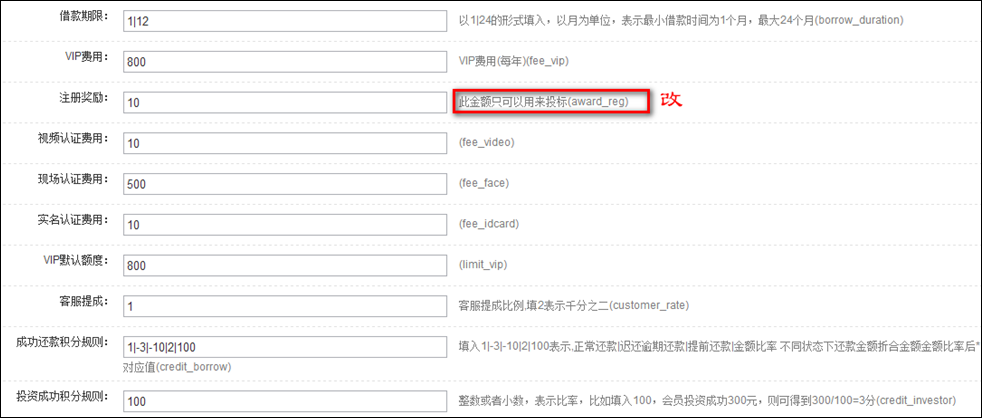 借款期限： 1|12 以1|24的形式填入，以月为单位，表示最小借款时间为1个月，最大24个月(borrow_duration)
VIP费用： 800 VIP费用(每年)(fee_vip)
注册奖励： 10 此金额只可以用来投标(award_reg) 改
视频认证费用： 10 (fee_video)
现场认证费用： 500 (fee_face)
实名认证费用： 10 (fee_idcard)
VIP默认额度： 800 (limit_vip)
客服提成： 1 客服提成比例.填2表示千分之二(customer_rate)
成功还款积分规则： 1|-3|-10|2|100 填入1|-3|-10|2|100表示.正常还款|迟还逾期还款|提前还款|金额比率 不同状态下还款金额折合金额金额比率后*
对应值(credit_borrow)
投资成功积分规则： 100 整数或者小数，表示比率，比如填入100，会员投资成功300元，则可得到300/100=3分(credit_investor)